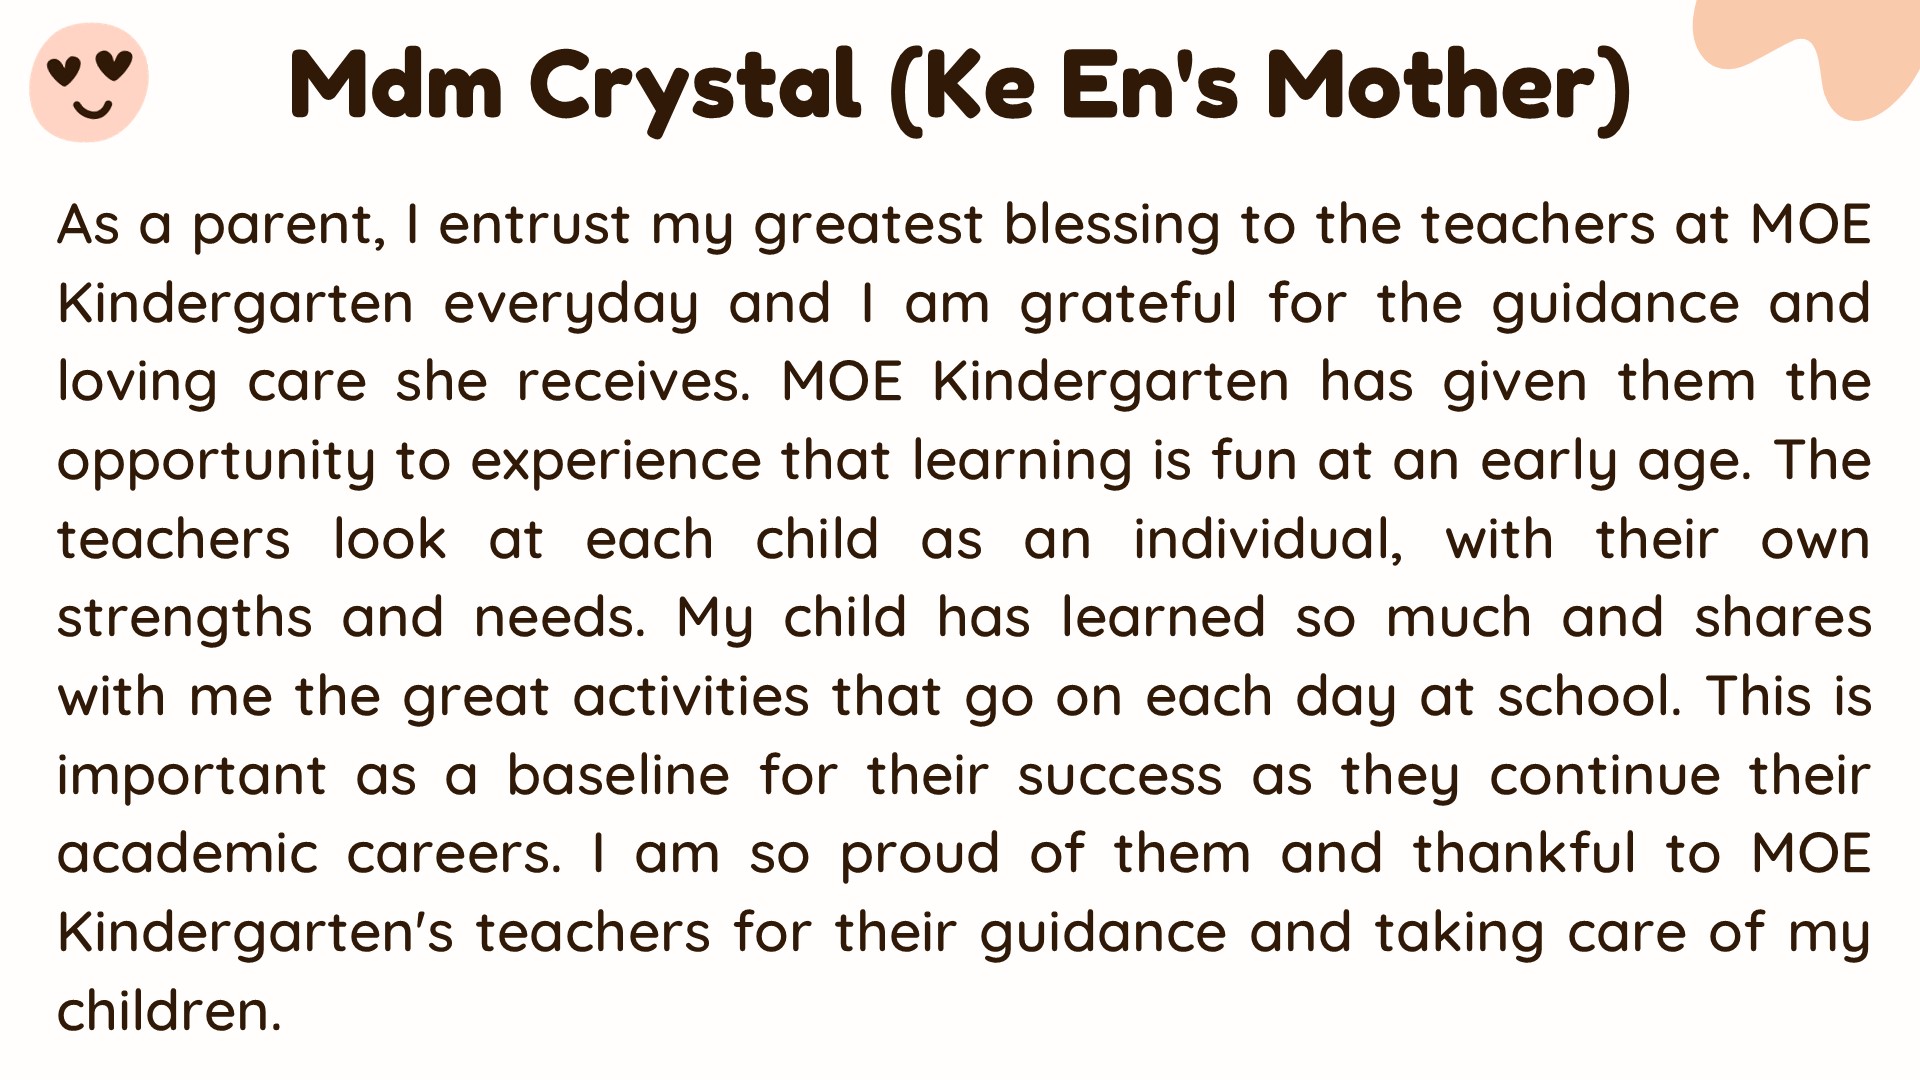 Mdm Crystal (Ke En's Mother)
As a parent, I entrust my greatest blessing to the teachers at MOE
Kindergarten everyday and I am grateful for the guidance and
loving care she receives. MOE Kindergarten has given them the
opportunity to experience that learning is fun at an early age. The
teachers look at each child as an individual, with their own
strengths and needs. My child has learned so much and shares
with me the great activities that go on each day at school. This is
important as a baseline for their success as they continue their
academic careers. I am so proud of them and thankful to MOE
Kindergarten's teachers for their guidance and taking care of my
children.